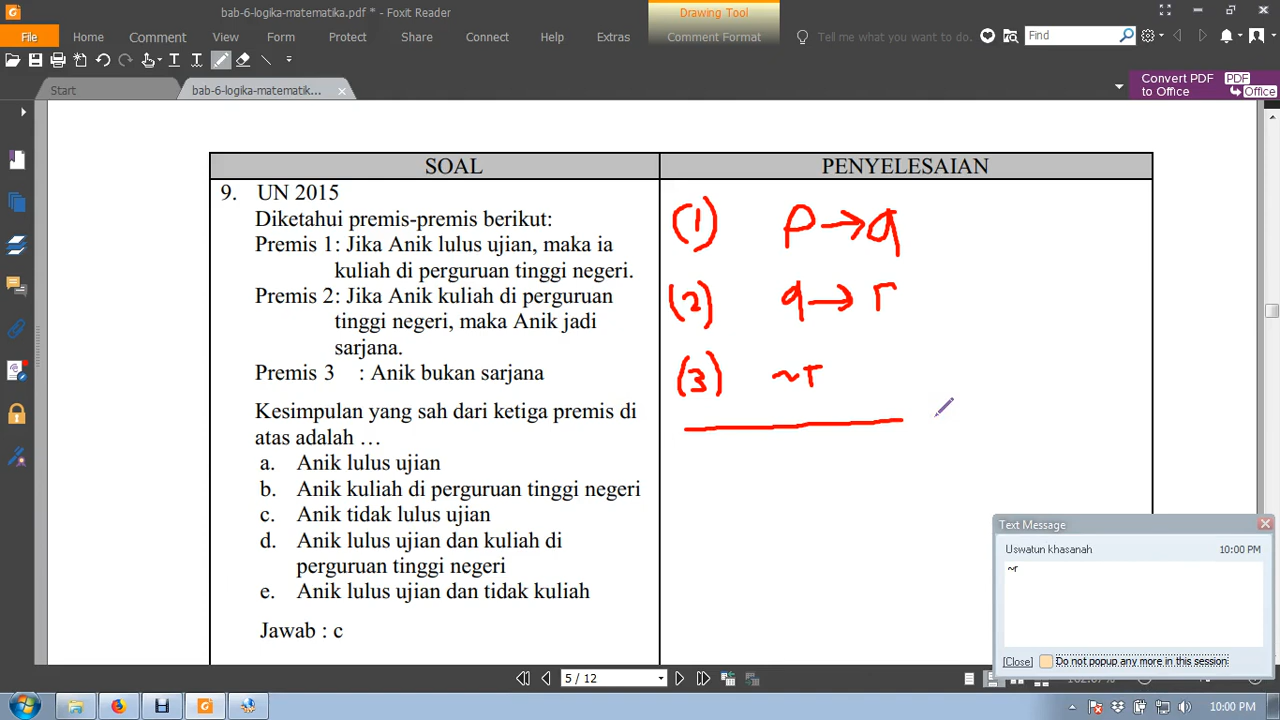 bab-6-logika-matematika.pdf * - Foxit Reader
Drawing Tool
File
Home
Comment
View
Form
Protect
Share
Connect
Help
Extras
Comment Format
Tell me what you want to do..
Find
Start
bab-6-logika-matematik...
Convert PDF
to Office
PDF
Office
SOAL
PENYELESAIAN
9. UN 2015
Diketahui premis-premis berikut:
Premis 1: Jika Anik lulus ujian, maka ia
kuliah di perguruan tinggi negeri.
Premis 2: Jika Anik kuliah di perguruan
tinggi negeri, maka Anik jadi
sarjana.
Premis 3 : Anik bukan sarjana
Kesimpulan yang sah dari ketiga premis di
atas adalah …
a. Anik lulus ujian
b. Anik kuliah di perguruan tinggi negeri
c. Anik tidak lulus ujian
d. Anik lulus ujian dan kuliah di
perguruan tinggi negeri
e. Anik lulus ujian dan tidak kuliah
Jawab : c
(1) p → q
(2) q → r
(3) ~r
Text Message
Uswatun khasanah
10:00 PM
~r
[Close]
Do not popup any more in this session
5 / 12
10:00 PM